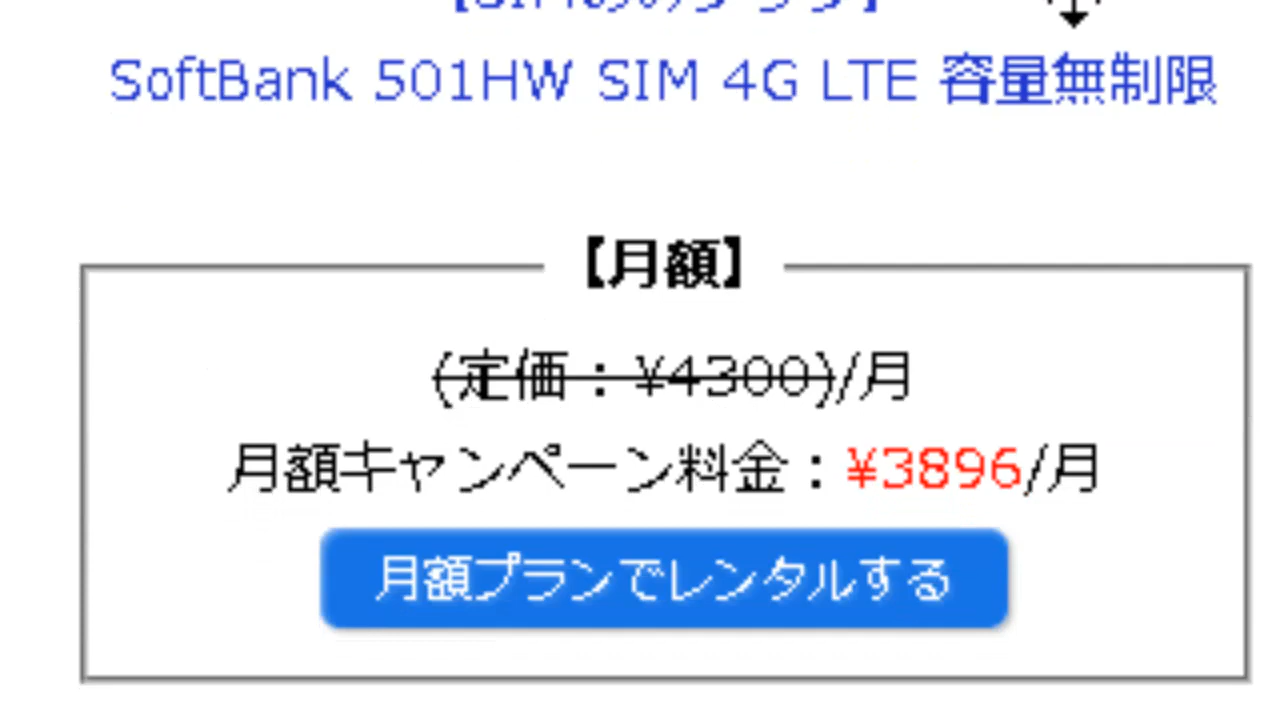 SoftBank 501HW SIM 4G LTE 容量無制限
【月額】
(定価：¥4300)/月
月額キャンペーン料金：¥3896/月
月額プランでレンタルする